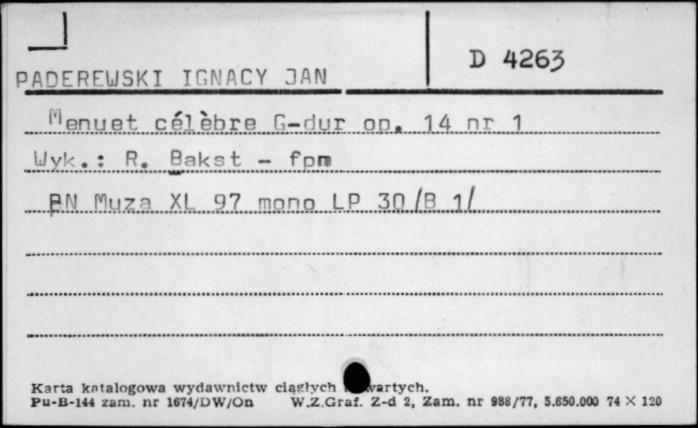 D 4263
PADEREWSKI IGNACY JAN
Menuet célèbre G-dur op. 14 nr 1
Wyk.: R. Bakst - fpm
PN Muza XL 97 mono LP 30 /B 1/
Karta katalogowa wydawnictw ciągłych
Pu-B-144 zam. nr 1674/DW/On W.Z.Graf. Z-d 2, Zam. nr 988/77, 5.650.000 74 X 120